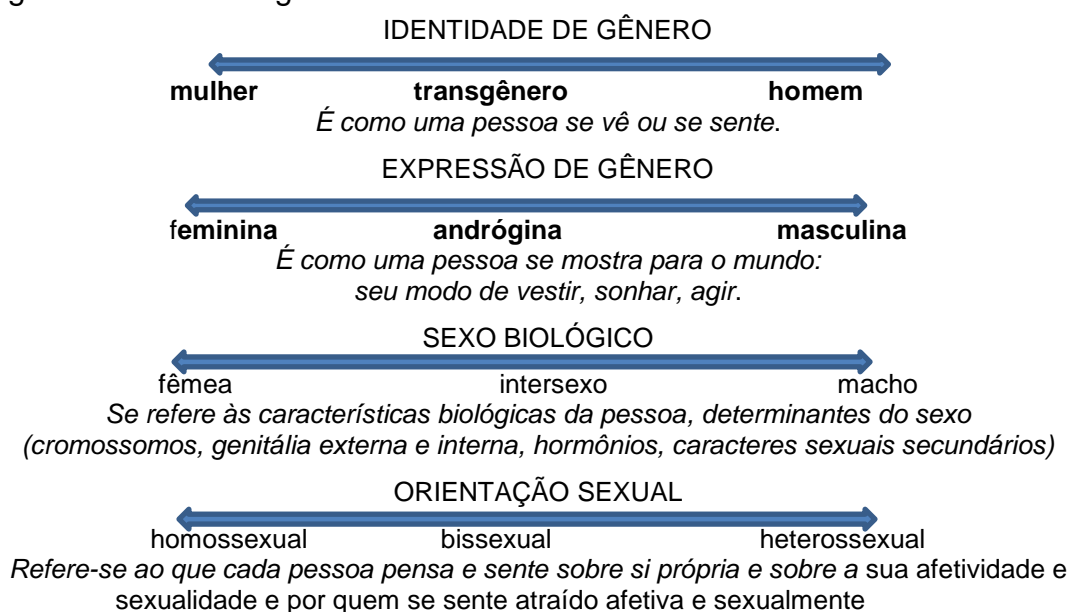 IDENTIDADE DE GÊNERO
mulher transgênero homem
É como uma pessoa se vê ou se sente.
EXPRESSÃO DE GÊNERO
feminina andrógina masculina
É como uma pessoa se mostra para o mundo:
seu modo de vestir, sonhar, agir.
SEXO BIOLÓGICO
fêmea intersexo macho
Se refere às características biológicas da pessoa, determinantes do sexo
(cromossomos, genitália externa e interna, hormônios, caracteres sexuais secundários)
ORIENTAÇÃO SEXUAL
homossexual bissexual heterossexual
Refere-se ao que cada pessoa pensa e sente sobre si própria e sobre a sua afetividade e
sexualidade e por quem se sente atraído afetiva e sexualmente